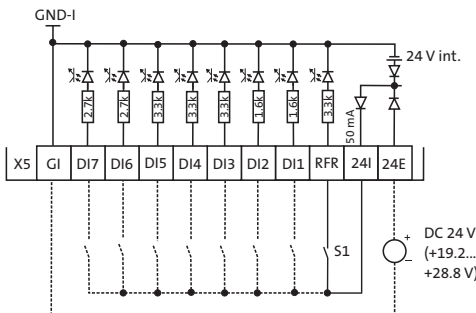 GND-I
24 V int.
2.7k 2.7k 3.3k 3.3k 3.3k 1.6k 1.6k 3.3k 50 mA
X5 GI DI7 DI6 DI5 DI4 DI3 DI2 DI1 RFR 24I 24E
S1
+
–
DC 24 V
(+19.2...
+28.8 V)